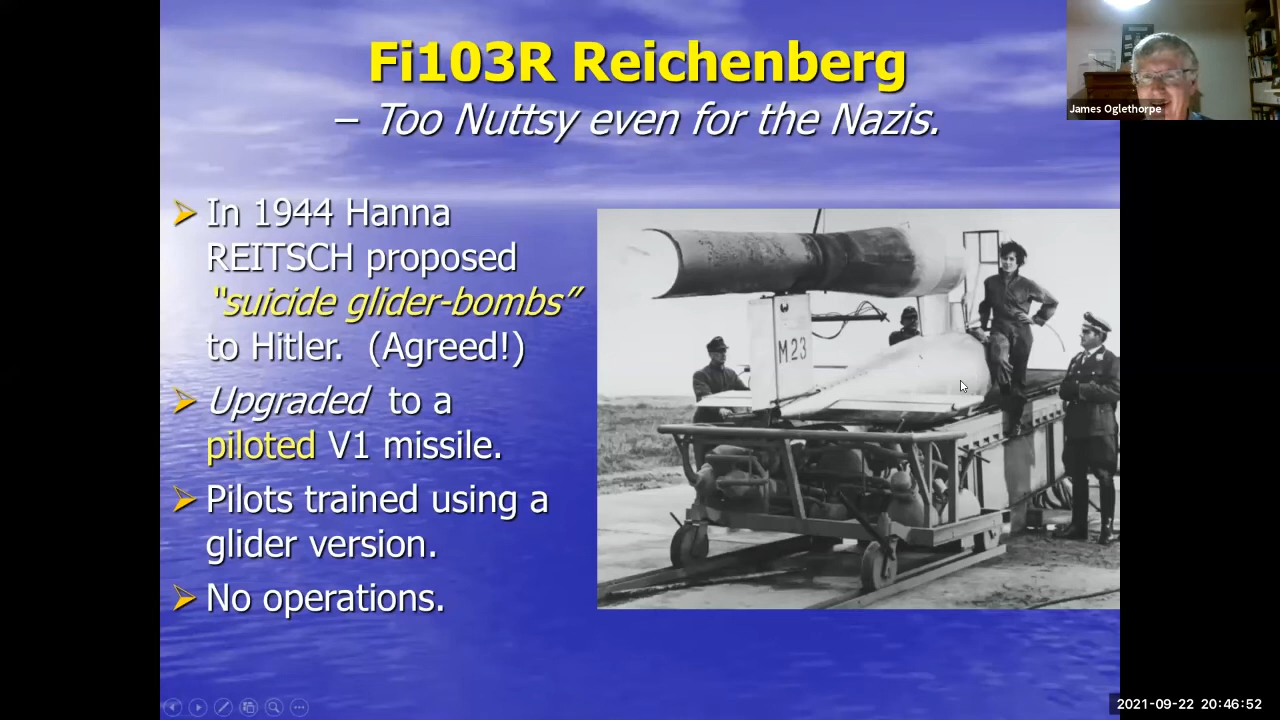 Fi103R Reichenberg
– Too Nuttsy even for the Nazis.
James Oglethorpe
In 1944 Hanna
REITSCH proposed
“suicide glider-bombs”
to Hitler. (Agreed!)
Upgraded to a
piloted V1 missile.
Pilots trained using a
glider version.
No operations.
M23
2021-09-22 20:46:52